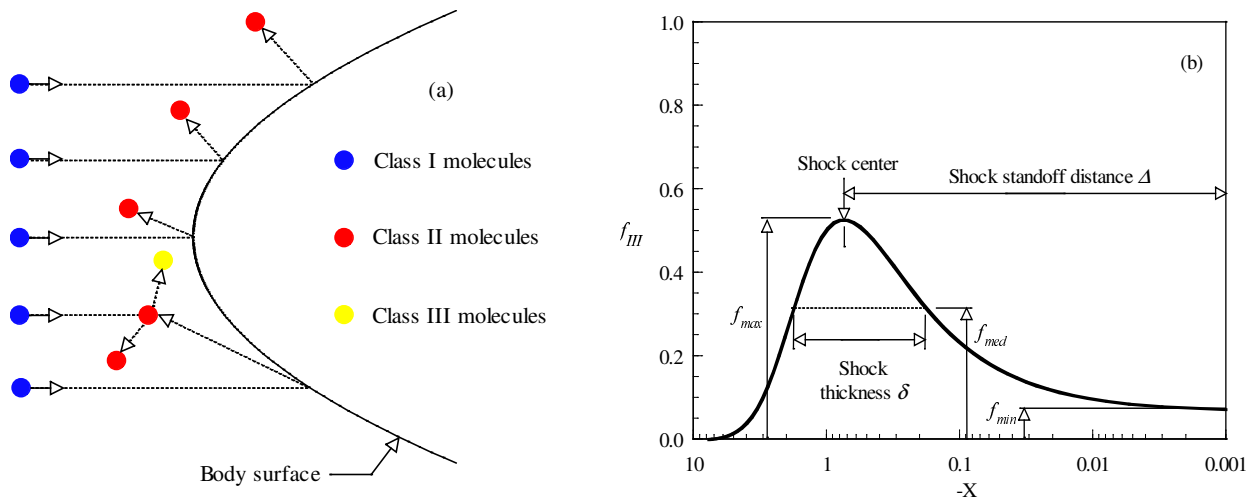 (a)
Class I molecules
Class II molecules
Class III molecules
Body surface
(b)
1.0
0.8
0.6
0.4
0.2
0.0
f_III
Shock center
Shock standoff distance Δ
f_max
f_med
f_min
Shock
thickness δ
10
1
0.1
0.01
0.001
-X